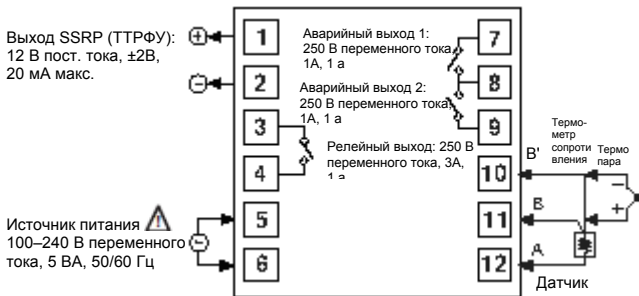 Выход SSRP (ТТРФУ):
12 В пост. тока, ±2В,
20 мА макс.
1
2
3
4
5
6
Источник питания
100–240 В переменного
тока, 5 ВА, 50/60 Гц
Аварийный выход 1:
250 В переменного тока,
1А, 1 а
Аварийный выход 2:
250 В переменного тока,
1А, 1 а
Релейный выход: 250 В
переменного тока, 3А,
1 а
7
8
9
10
11
12
Термо-
метр
сопроти
вления
Термо
пара
B'
B
A
Датчик